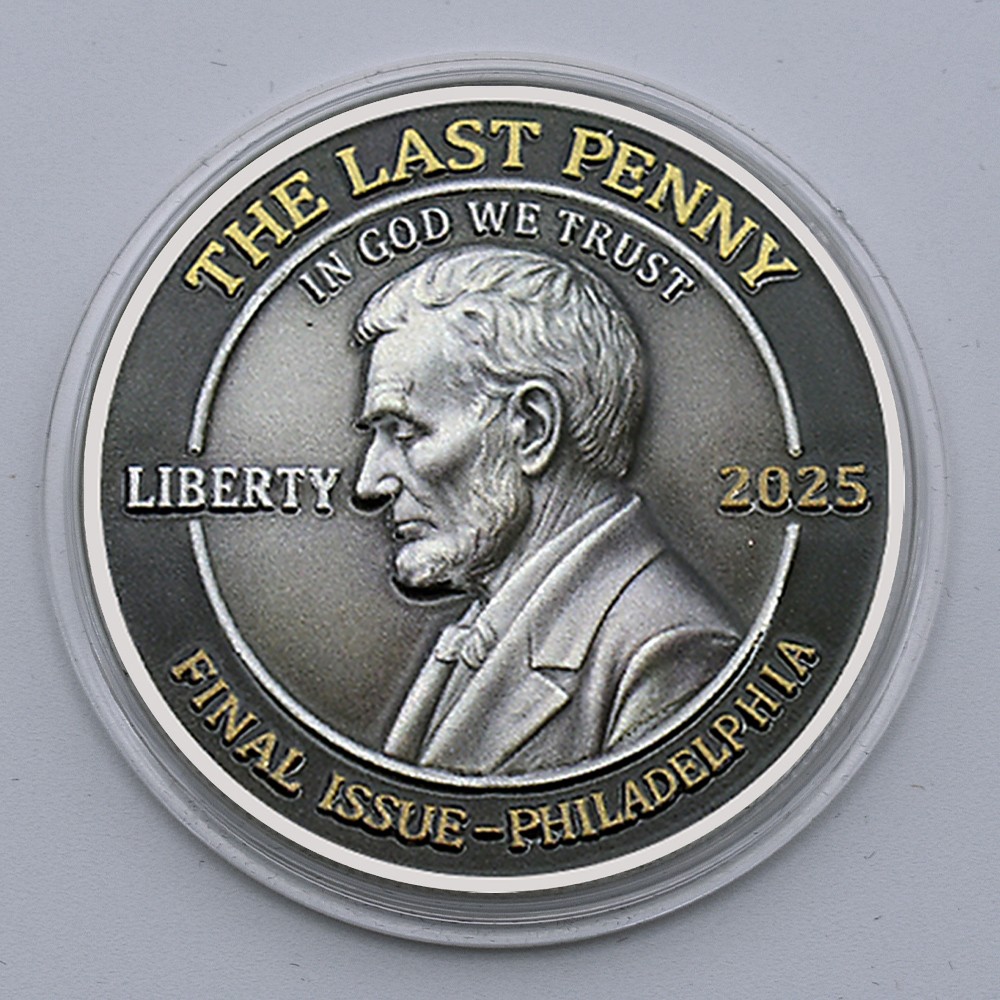 THE LAST PENNY
IN GOD WE TRUST
LIBERTY
2025
FINAL ISSUE - PHILADELPHIA